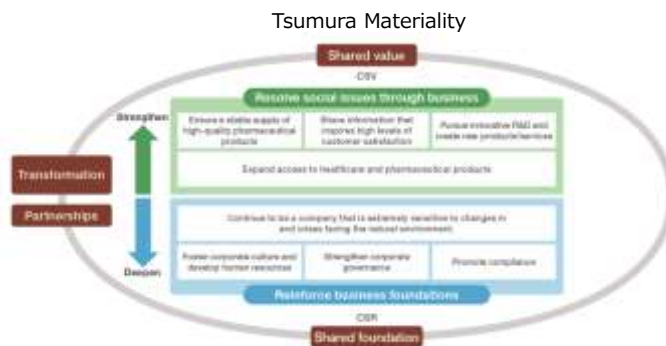 Tsumura Materiality
Shared value
CSV
Resolve social issues through business
Strengthen
Ensure a stable supply of
high-quality pharmaceutical
products
Share information that
inspires high levels of
customer satisfaction
Pursue innovative R&D and
create new products/services
Expand access to healthcare and pharmaceutical products
Transformation
Partnerships
Continue to be a company that is extremely sensitive to changes in
and crises facing the natural environment
Foster corporate culture and
develop human resources
Strengthen corporate
governance
Promote compliance
Deepen
Reinforce business foundations
CSR
Shared foundation